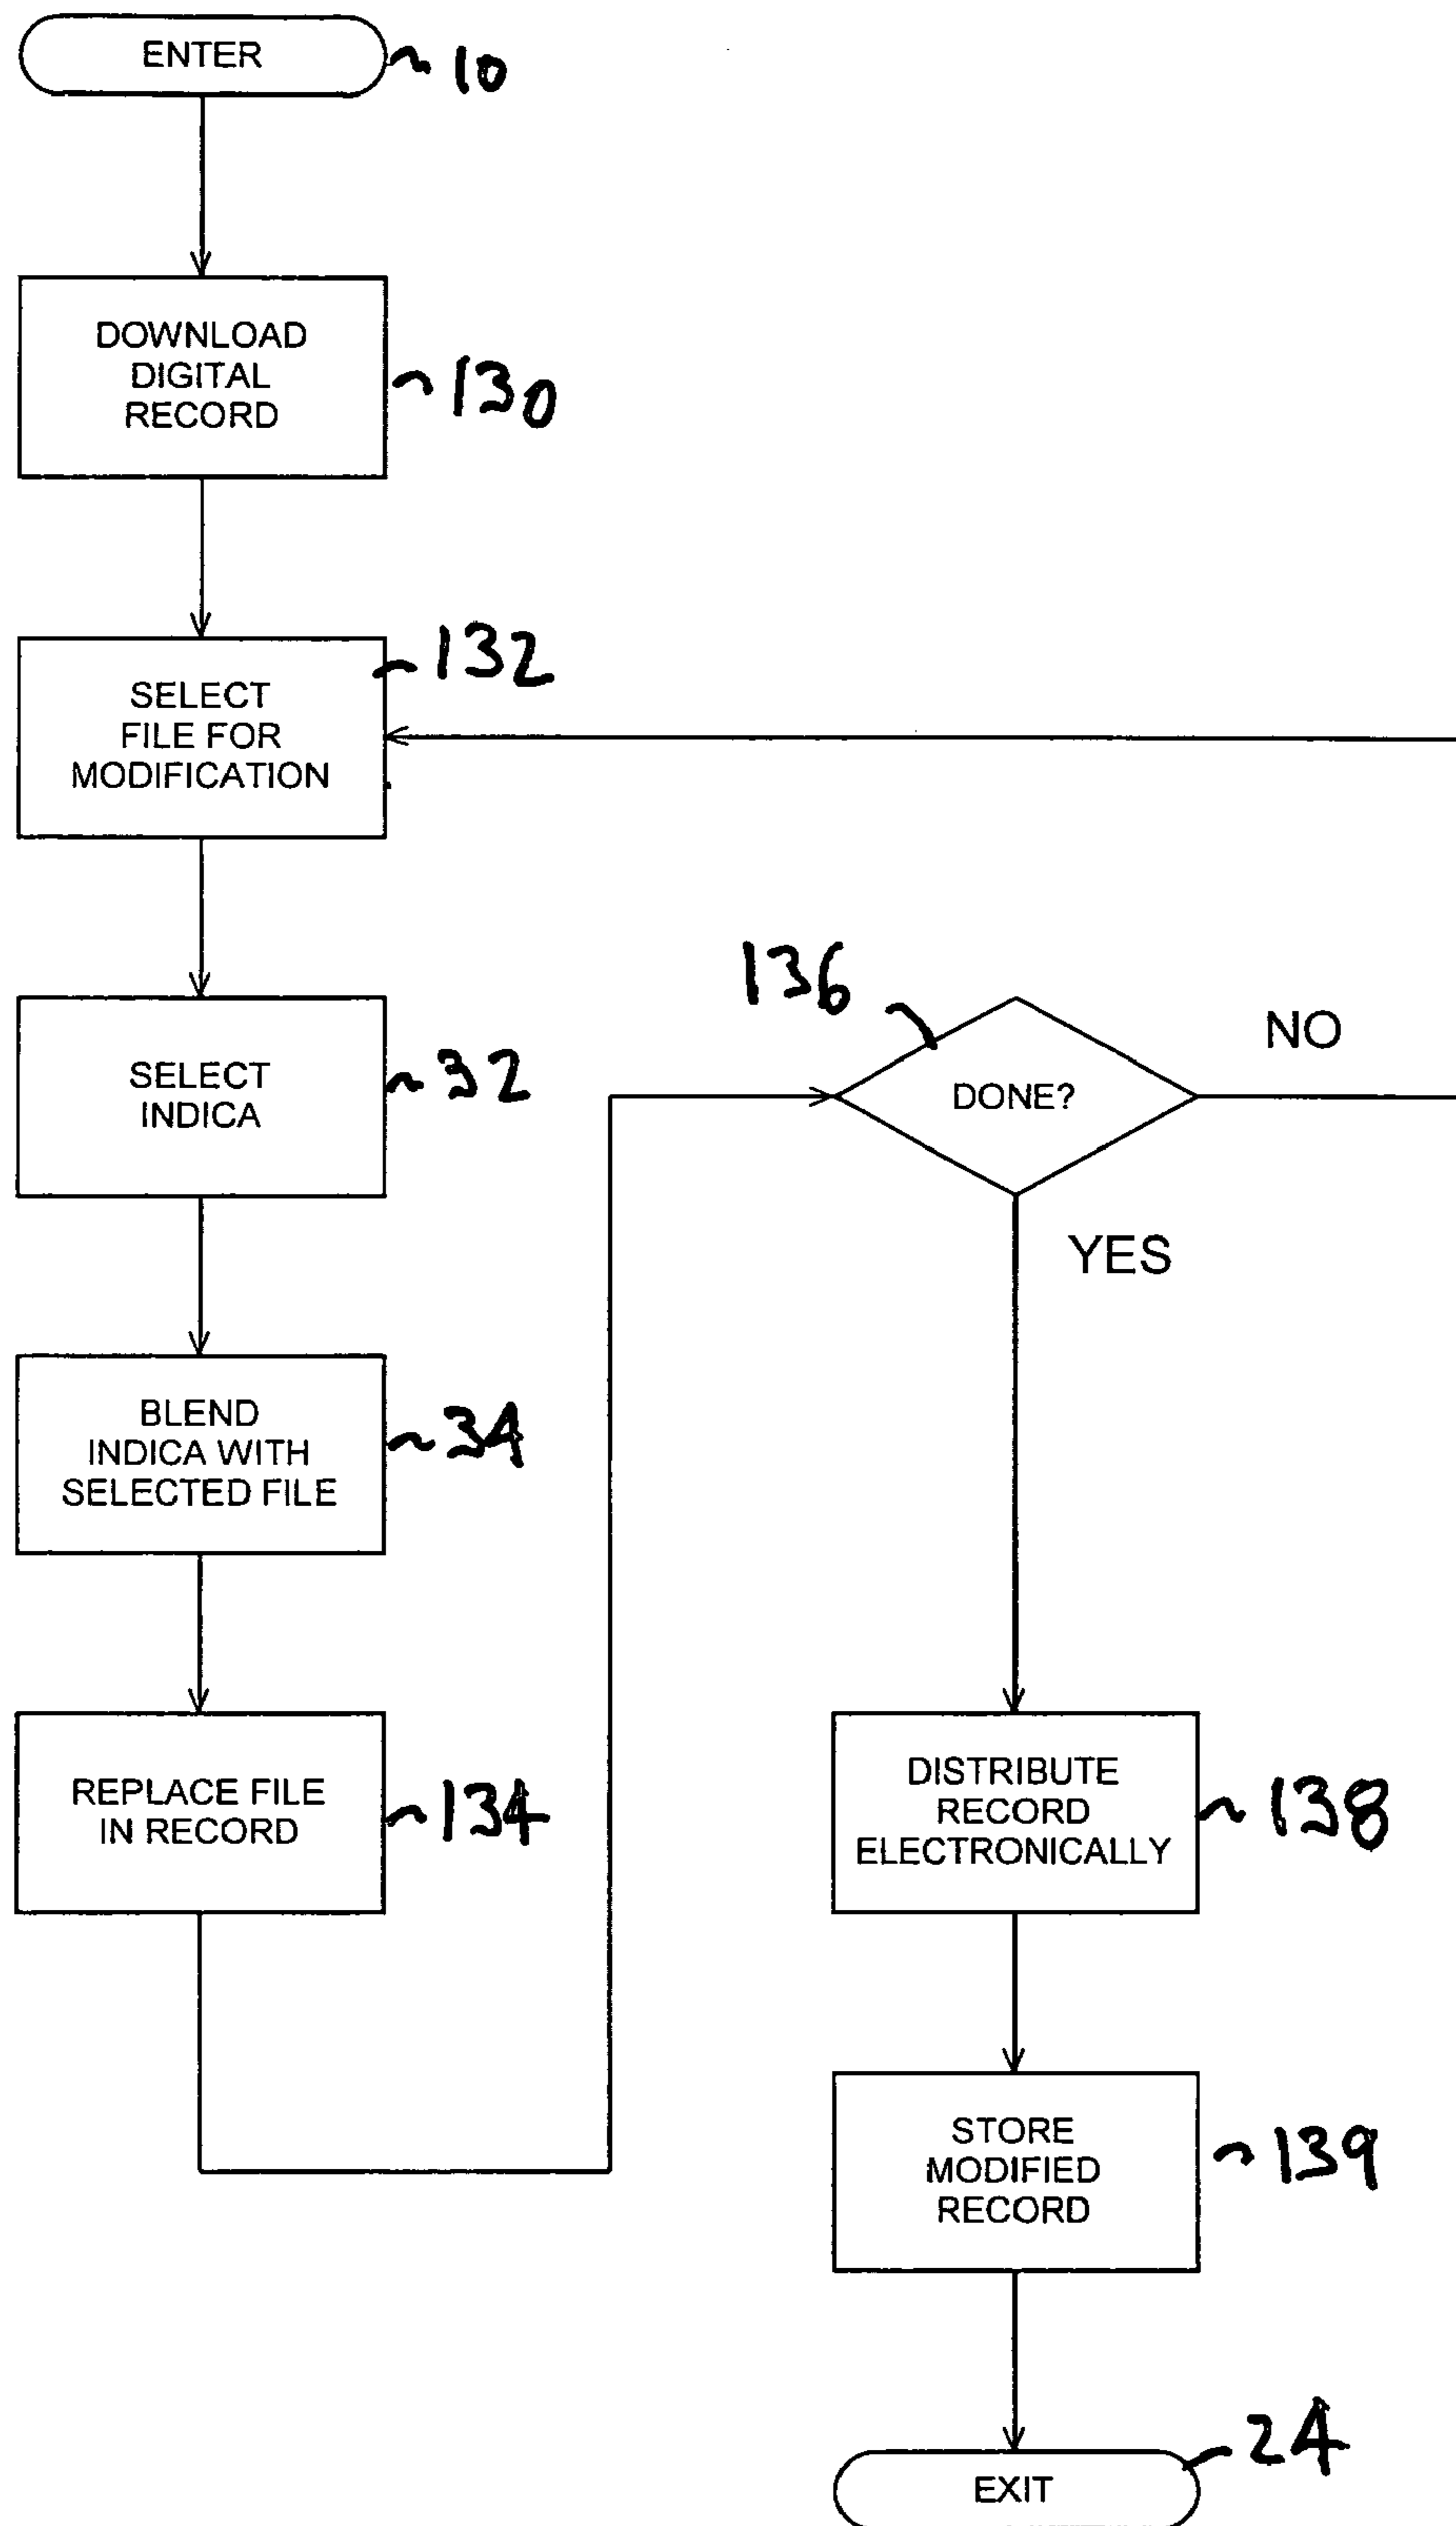 ENTER
10
DOWNLOAD
DIGITAL
RECORD
130
132
SELECT
FILE FOR
MODIFICATION
SELECT
INDICA
32
BLEND
INDICA WITH
SELECTED FILE
34
REPLACE FILE
IN RECORD
134
136
DONE?
NO
YES
DISTRIBUTE
RECORD
ELECTRONICALLY
138
STORE
MODIFIED
RECORD
139
24
EXIT